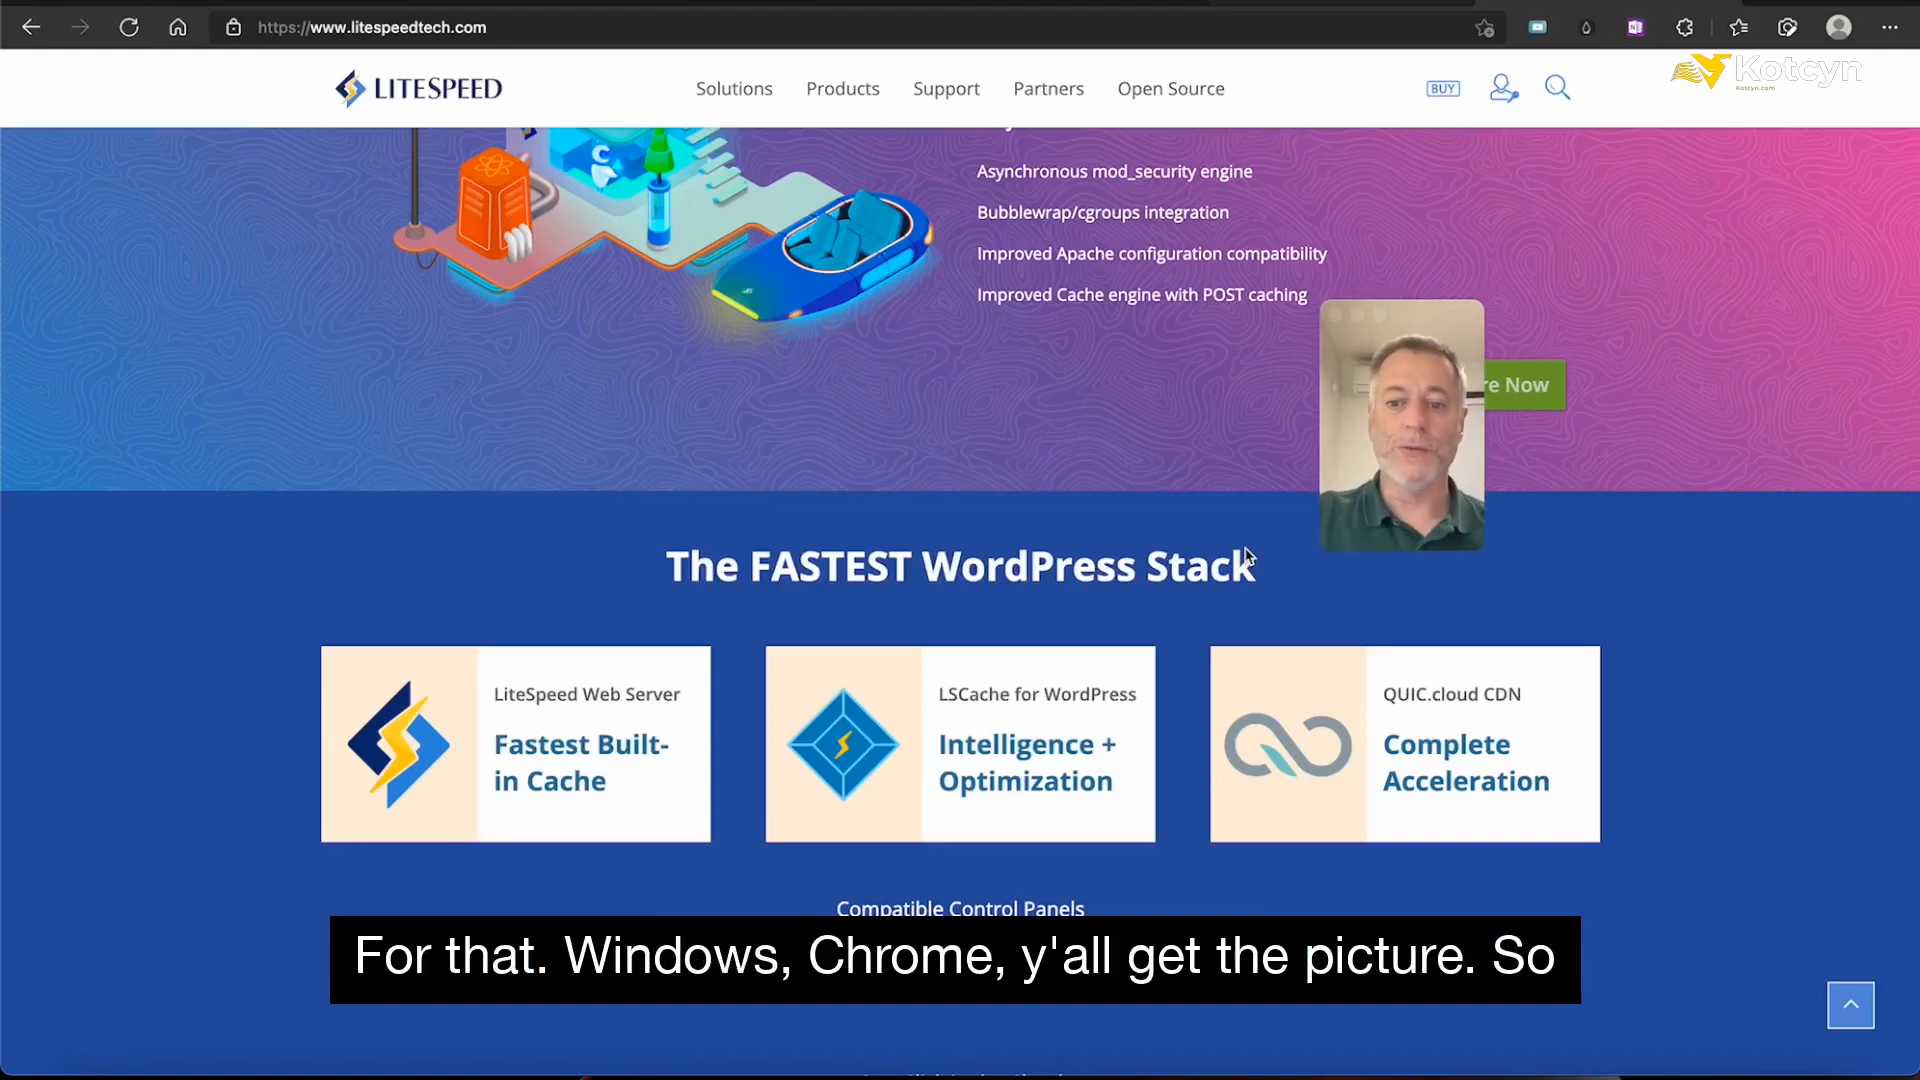 https://www.litespeedtech.com
LITESPEED
Solutions
Products
Support
Partners
Open Source
BUY
Kotcyn
Kotcyn.com
Asynchronous mod_security engine
Bubblewrap/cgroups integration
Improved Apache configuration compatibility
Improved Cache engine with POST caching
re Now
The FASTEST WordPress Stack
LiteSpeed Web Server
Fastest Built-
in Cache
LSCache for WordPress
Intelligence +
Optimization
QUIC.cloud CDN
Complete
Acceleration
Compatible Control Panels
For that. Windows, Chrome, y'all get the picture. So